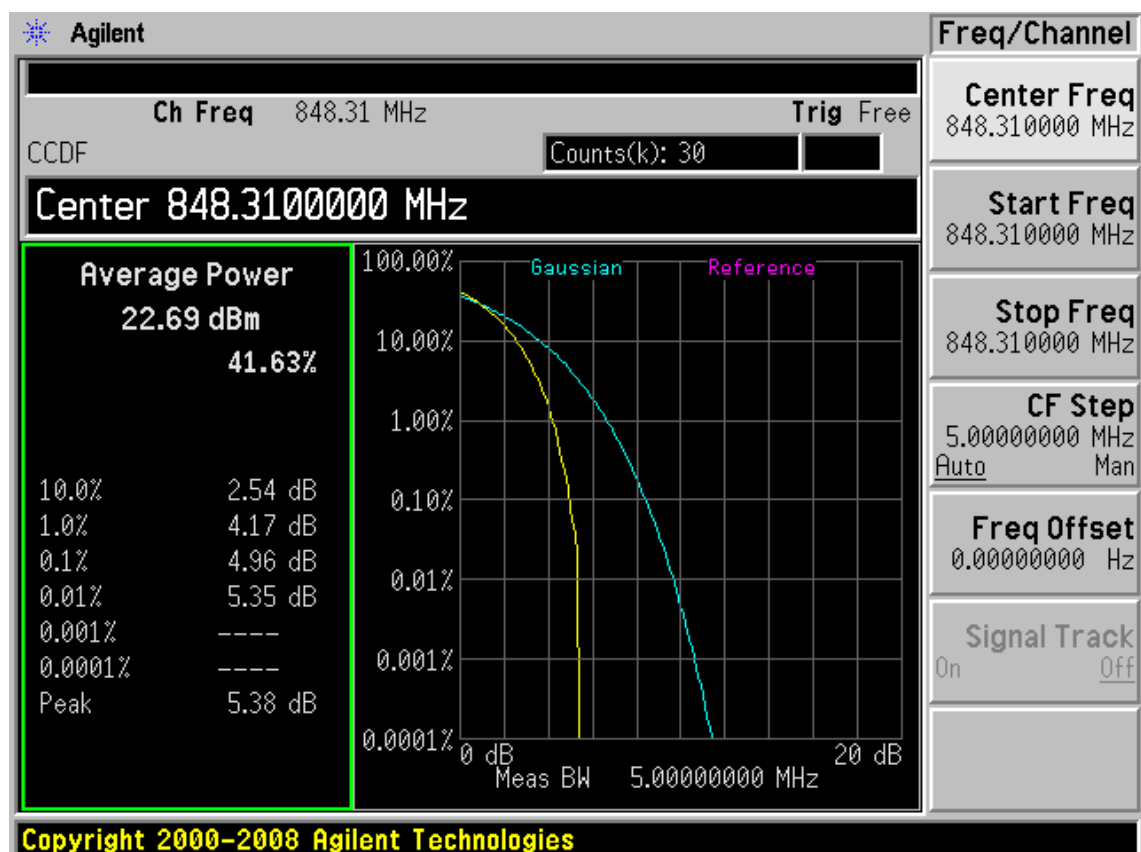 Agilent
Freq/Channel
Ch Freq 848.31 MHz Trig Free
CCDF Counts(k): 30
Center 848.3100000 MHz
Average Power
22.69 dBm
41.63%
10.0% 2.54 dB
1.0% 4.17 dB
0.1% 4.96 dB
0.01% 5.35 dB
0.001% ----
0.0001% ----
Peak 5.38 dB
Gaussian Reference
100.00%
10.00%
1.00%
0.10%
0.01%
0.001%
0.0001%
0 dB 20 dB
Meas BW 5.00000000 MHz
Center Freq
848.310000 MHz
Start Freq
848.310000 MHz
Stop Freq
848.310000 MHz
CF Step
5.00000000 MHz
Auto Man
Freq Offset
0.00000000 Hz
Signal Track
On Off
Copyright 2000-2008 Agilent Technologies